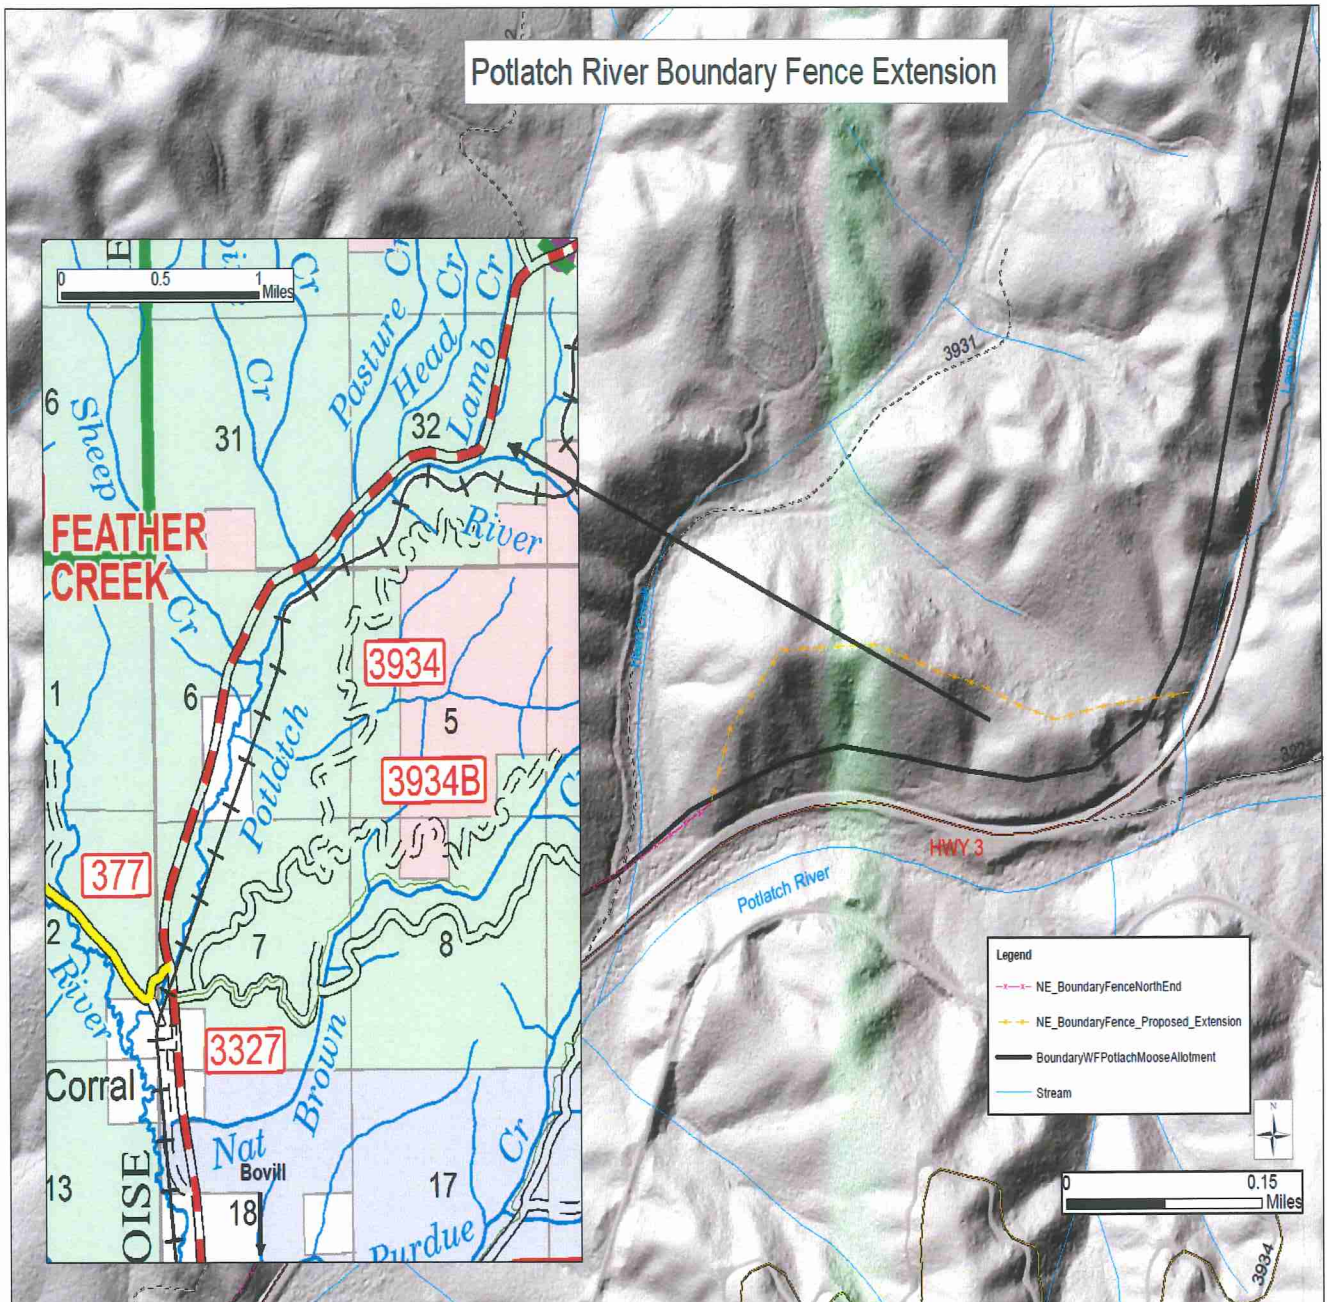 Potlatch River Boundary Fence Extension
0 0.5 1
Miles
Cr
Cr
Pasture Cr
Head Cr
Lamb Cr
6
31
32
Sheep
Cr
River
FEATHER
CREEK
Cr
3934
1
6
5
Potlatch
3934B
377
2
7
8
River
3327
Corral
Brown
Nat
Bovill
Cr
OISE
13
18
17
Purdue
3931
HWY 3
Potlatch River
Legend
NE_BoundaryFenceNorthEnd
NE_BoundaryFence_Proposed_Extension
BoundaryWFPotlachMooseAllotment
Stream
N
0 0.15
Miles
3934